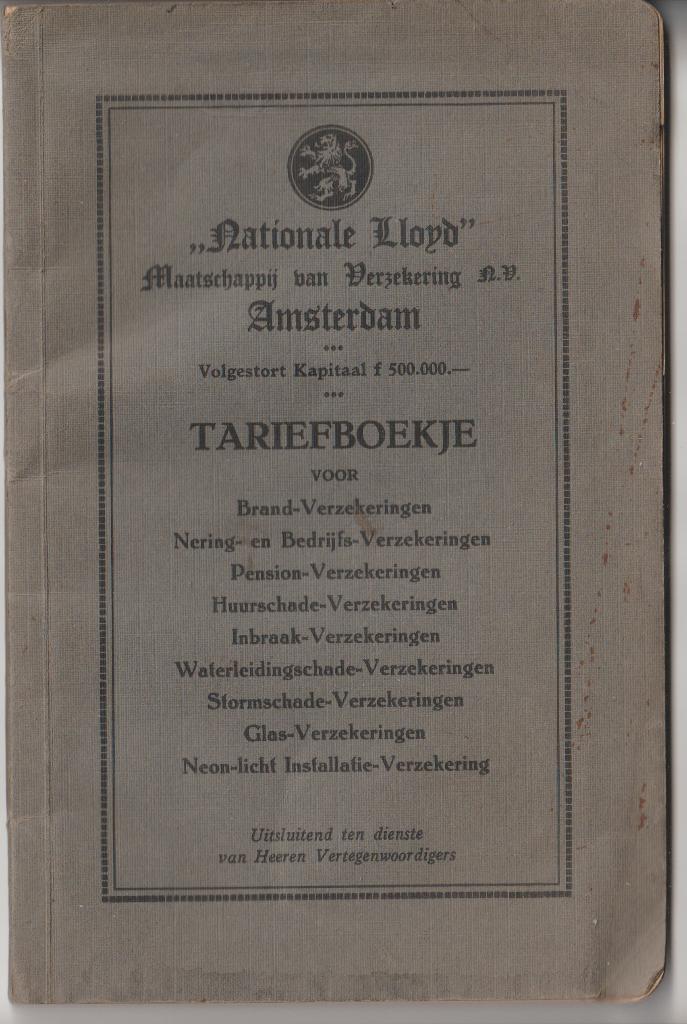 „Nationale Lloyd”
Maatschappij van Verzekering N.V.
Amsterdam
Volgestort Kapitaal f 500.000.—
TARIEFBOEKJE
VOOR
Brand-Verzekeringen
Nering- en Bedrijfs-Verzekeringen
Pension-Verzekeringen
Huurschade-Verzekeringen
Inbraak-Verzekeringen
Waterleidingschade-Verzekeringen
Stormschade-Verzekeringen
Glas-Verzekeringen
Neon-licht Installatie-Verzekering
Uitsluitend ten dienste
van Heeren Vertegenwoordigers